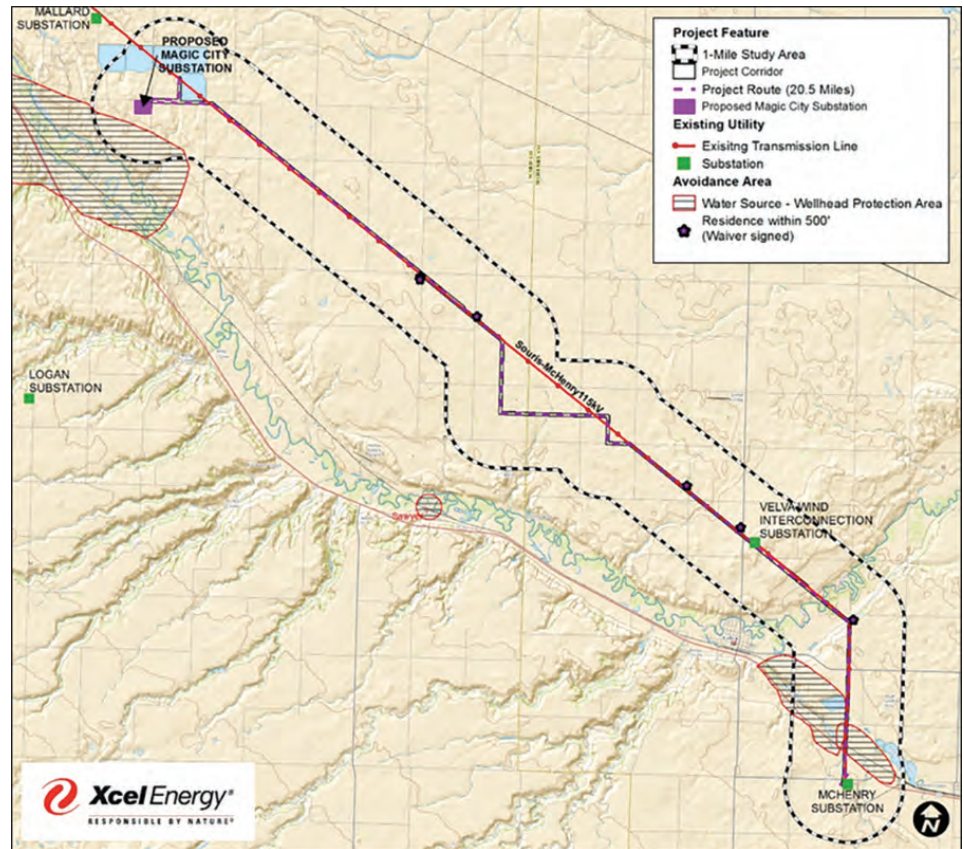 MALLARD
SUBSTATION
PROPOSED
MAGIC CITY
SUBSTATION
Project Feature
1-Mile Study Area
Project Corridor
Project Route (20.5 Miles)
Proposed Magic City Substation
Existing Utility
Exisitng Transmission Line
Substation
Avoidance Area
Water Source - Wellhead Protection Area
Residence within 500'
(Waiver signed)
Souris-McHenry115kV
LOGAN
SUBSTATION
Sawyer
VELVA WIND
INTERCONNECTION
SUBSTATION
MCHENRY
SUBSTATION
Xcel Energy®
RESPONSIBLE BY NATURE®
N